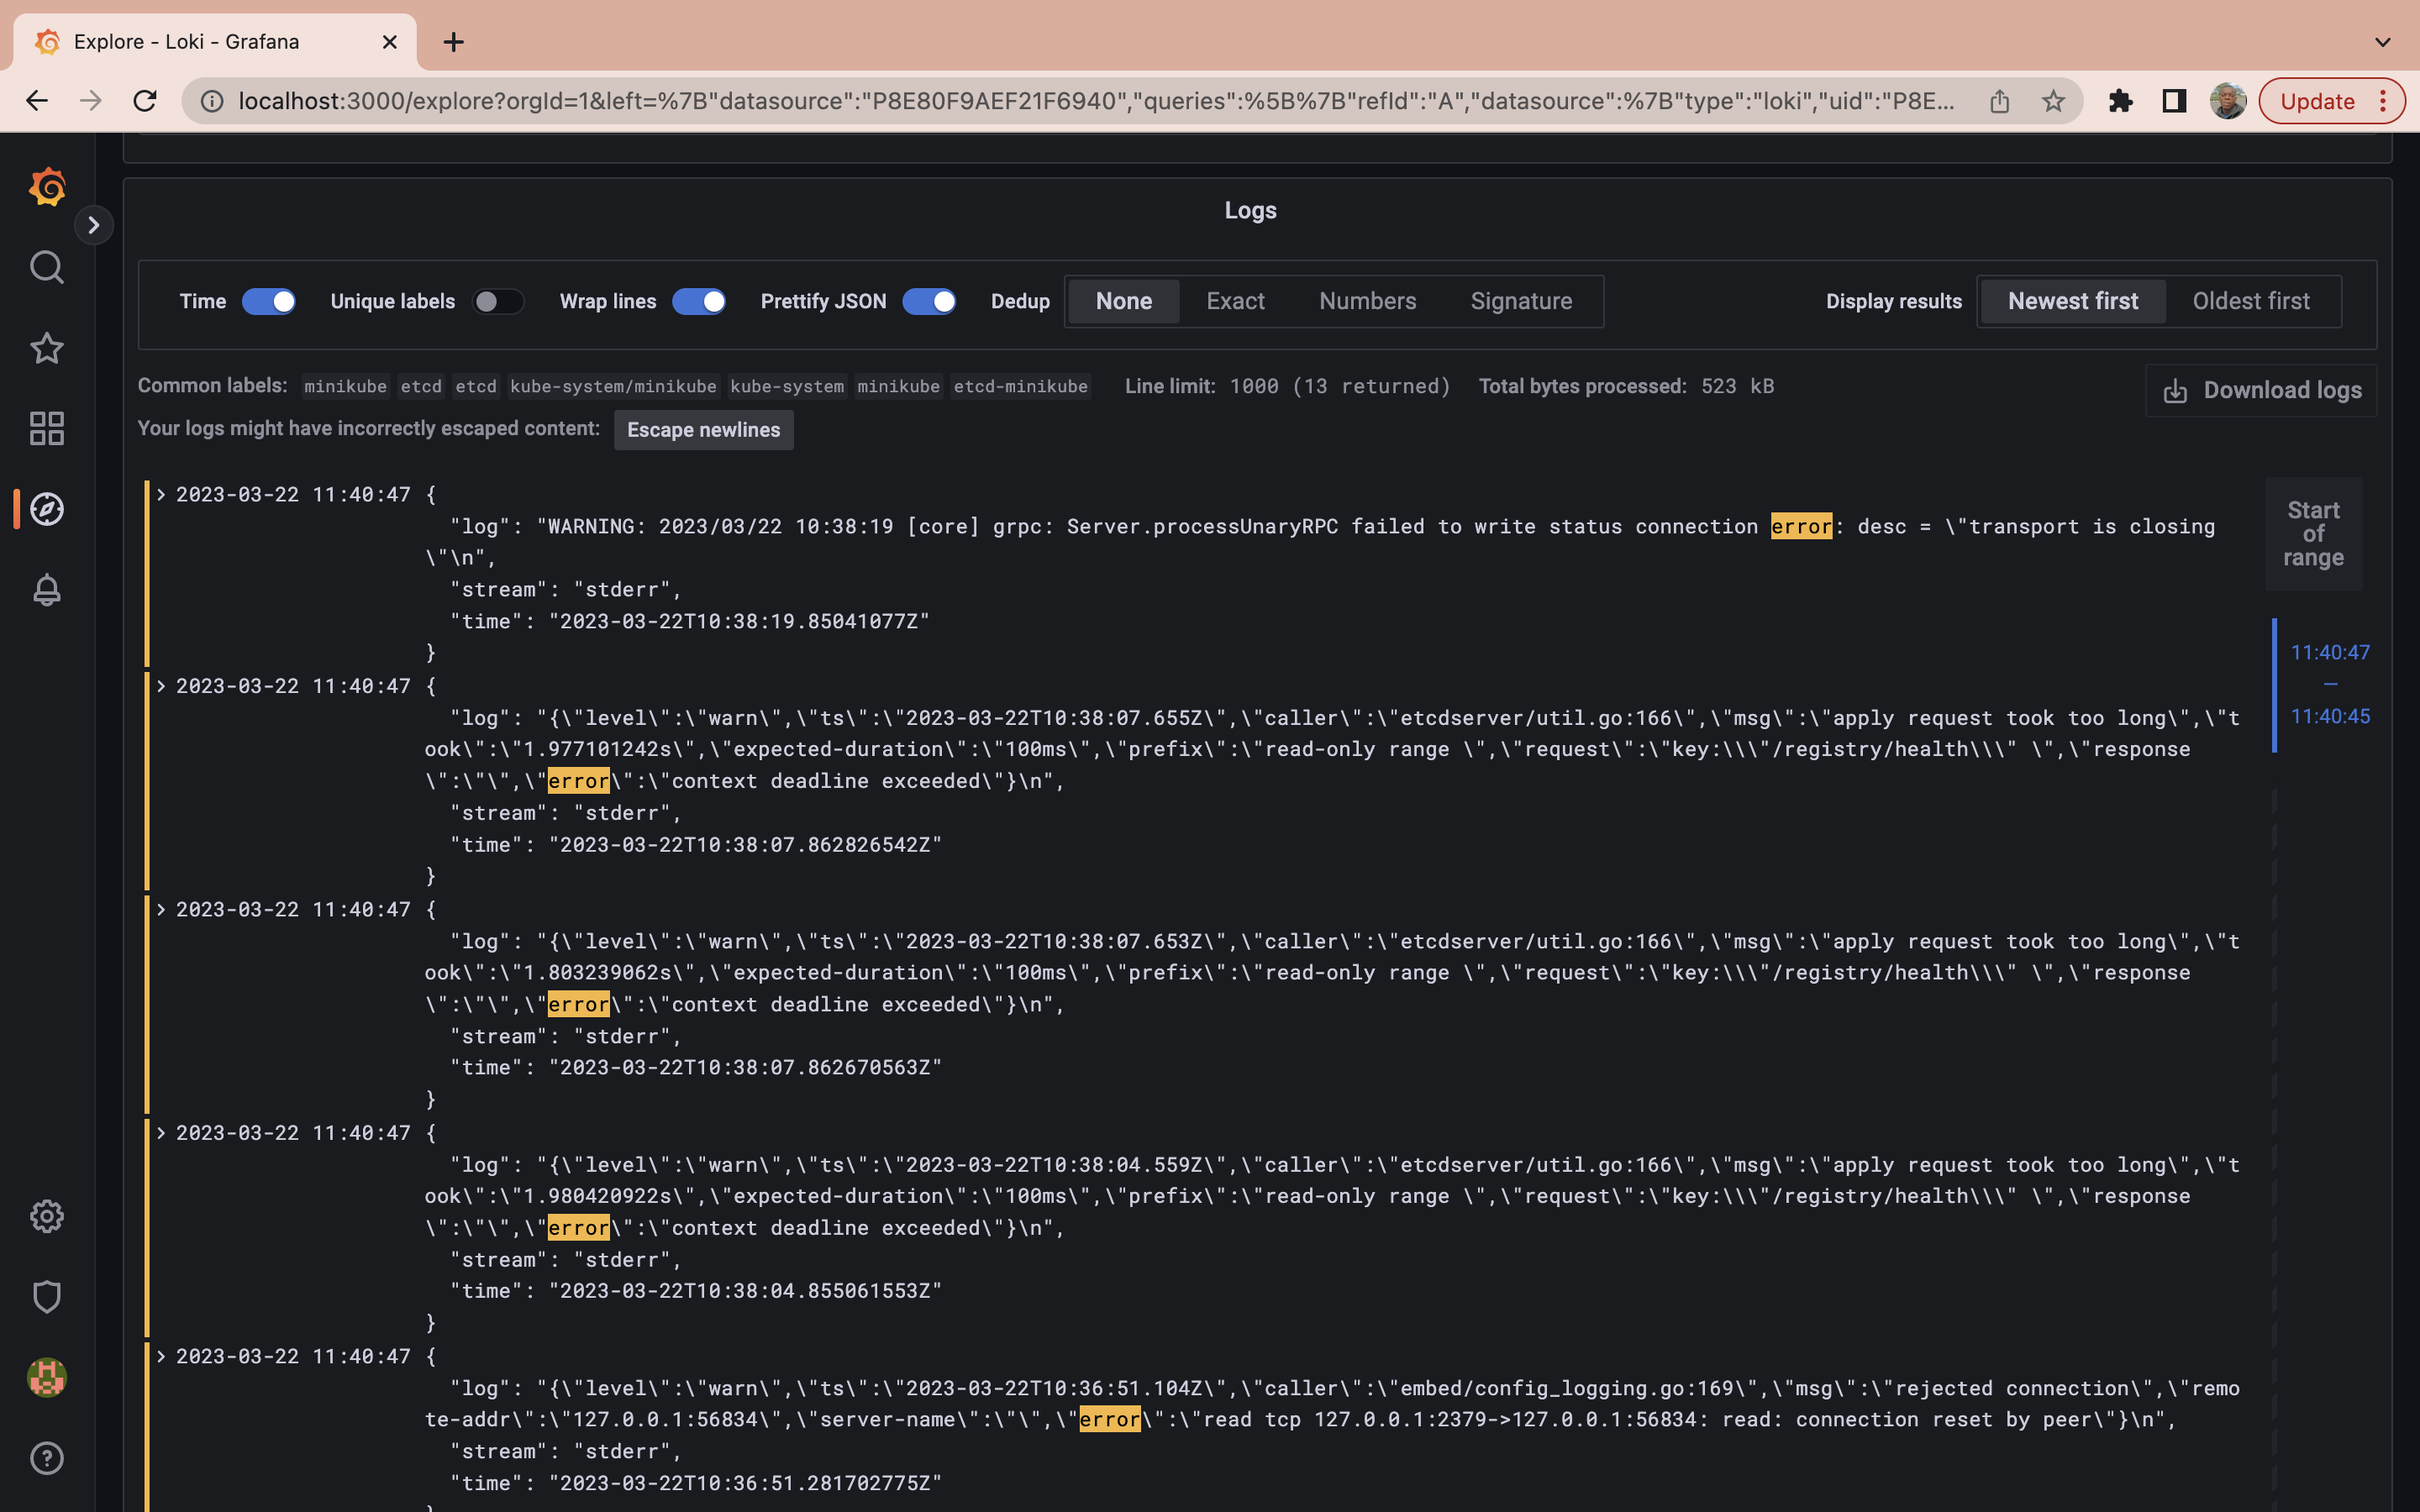 Explore - Loki - Grafana
localhost:3000/explore?orgId=1&left=%7B"datasource":"P8E80F9AEF21F6940","queries":%5B%7B"refId":"A","datasource":%7B"type":"loki","uid":"P8E...
Update
Logs
Time Unique labels Wrap lines Prettify JSON Dedup None Exact Numbers Signature Display results Newest first Oldest first
Common labels: minikube etcd etcd kube-system/minikube kube-system minikube etcd-minikube Line limit: 1000 (13 returned) Total bytes processed: 523 kB
Download logs
Your logs might have incorrectly escaped content: Escape newlines
2023-03-22 11:40:47 {
"log": "WARNING: 2023/03/22 10:38:19 [core] grpc: Server.processUnaryRPC failed to write status connection error: desc = \"transport is closing
\"\n",
"stream": "stderr",
"time": "2023-03-22T10:38:19.85041077Z"
}
2023-03-22 11:40:47 {
"log": "{\"level\":\"warn\",\"ts\":\"2023-03-22T10:38:07.655Z\",\"caller\":\"etcdserver/util.go:166\",\"msg\":\"apply request took too long\",\"t
ook\":\"1.977101242s\",\"expected-duration\":\"100ms\",\"prefix\":\"read-only range \",\"request\":\"key:\\\"/registry/health\\\" \",\"response
\":\"\",\"error\":\"context deadline exceeded\"}\n",
"stream": "stderr",
"time": "2023-03-22T10:38:07.862826542Z"
}
2023-03-22 11:40:47 {
"log": "{\"level\":\"warn\",\"ts\":\"2023-03-22T10:38:07.653Z\",\"caller\":\"etcdserver/util.go:166\",\"msg\":\"apply request took too long\",\"t
ook\":\"1.803239062s\",\"expected-duration\":\"100ms\",\"prefix\":\"read-only range \",\"request\":\"key:\\\"/registry/health\\\" \",\"response
\":\"\",\"error\":\"context deadline exceeded\"}\n",
"stream": "stderr",
"time": "2023-03-22T10:38:07.862670563Z"
}
2023-03-22 11:40:47 {
"log": "{\"level\":\"warn\",\"ts\":\"2023-03-22T10:38:04.559Z\",\"caller\":\"etcdserver/util.go:166\",\"msg\":\"apply request took too long\",\"t
ook\":\"1.980420922s\",\"expected-duration\":\"100ms\",\"prefix\":\"read-only range \",\"request\":\"key:\\\"/registry/health\\\" \",\"response
\":\"\",\"error\":\"context deadline exceeded\"}\n",
"stream": "stderr",
"time": "2023-03-22T10:38:04.855061553Z"
}
2023-03-22 11:40:47 {
"log": "{\"level\":\"warn\",\"ts\":\"2023-03-22T10:36:51.104Z\",\"caller\":\"embed/config_logging.go:169\",\"msg\":\"rejected connection\",\"remo
te-addr\":\"127.0.0.1:56834\",\"server-name\":\"\",\"error\":\"read tcp 127.0.0.1:2379->127.0.0.1:56834: read: connection reset by peer\"}\n",
"stream": "stderr",
"time": "2023-03-22T10:36:51.281702775Z"
}
Start
of
range
11:40:47
—
11:40:45